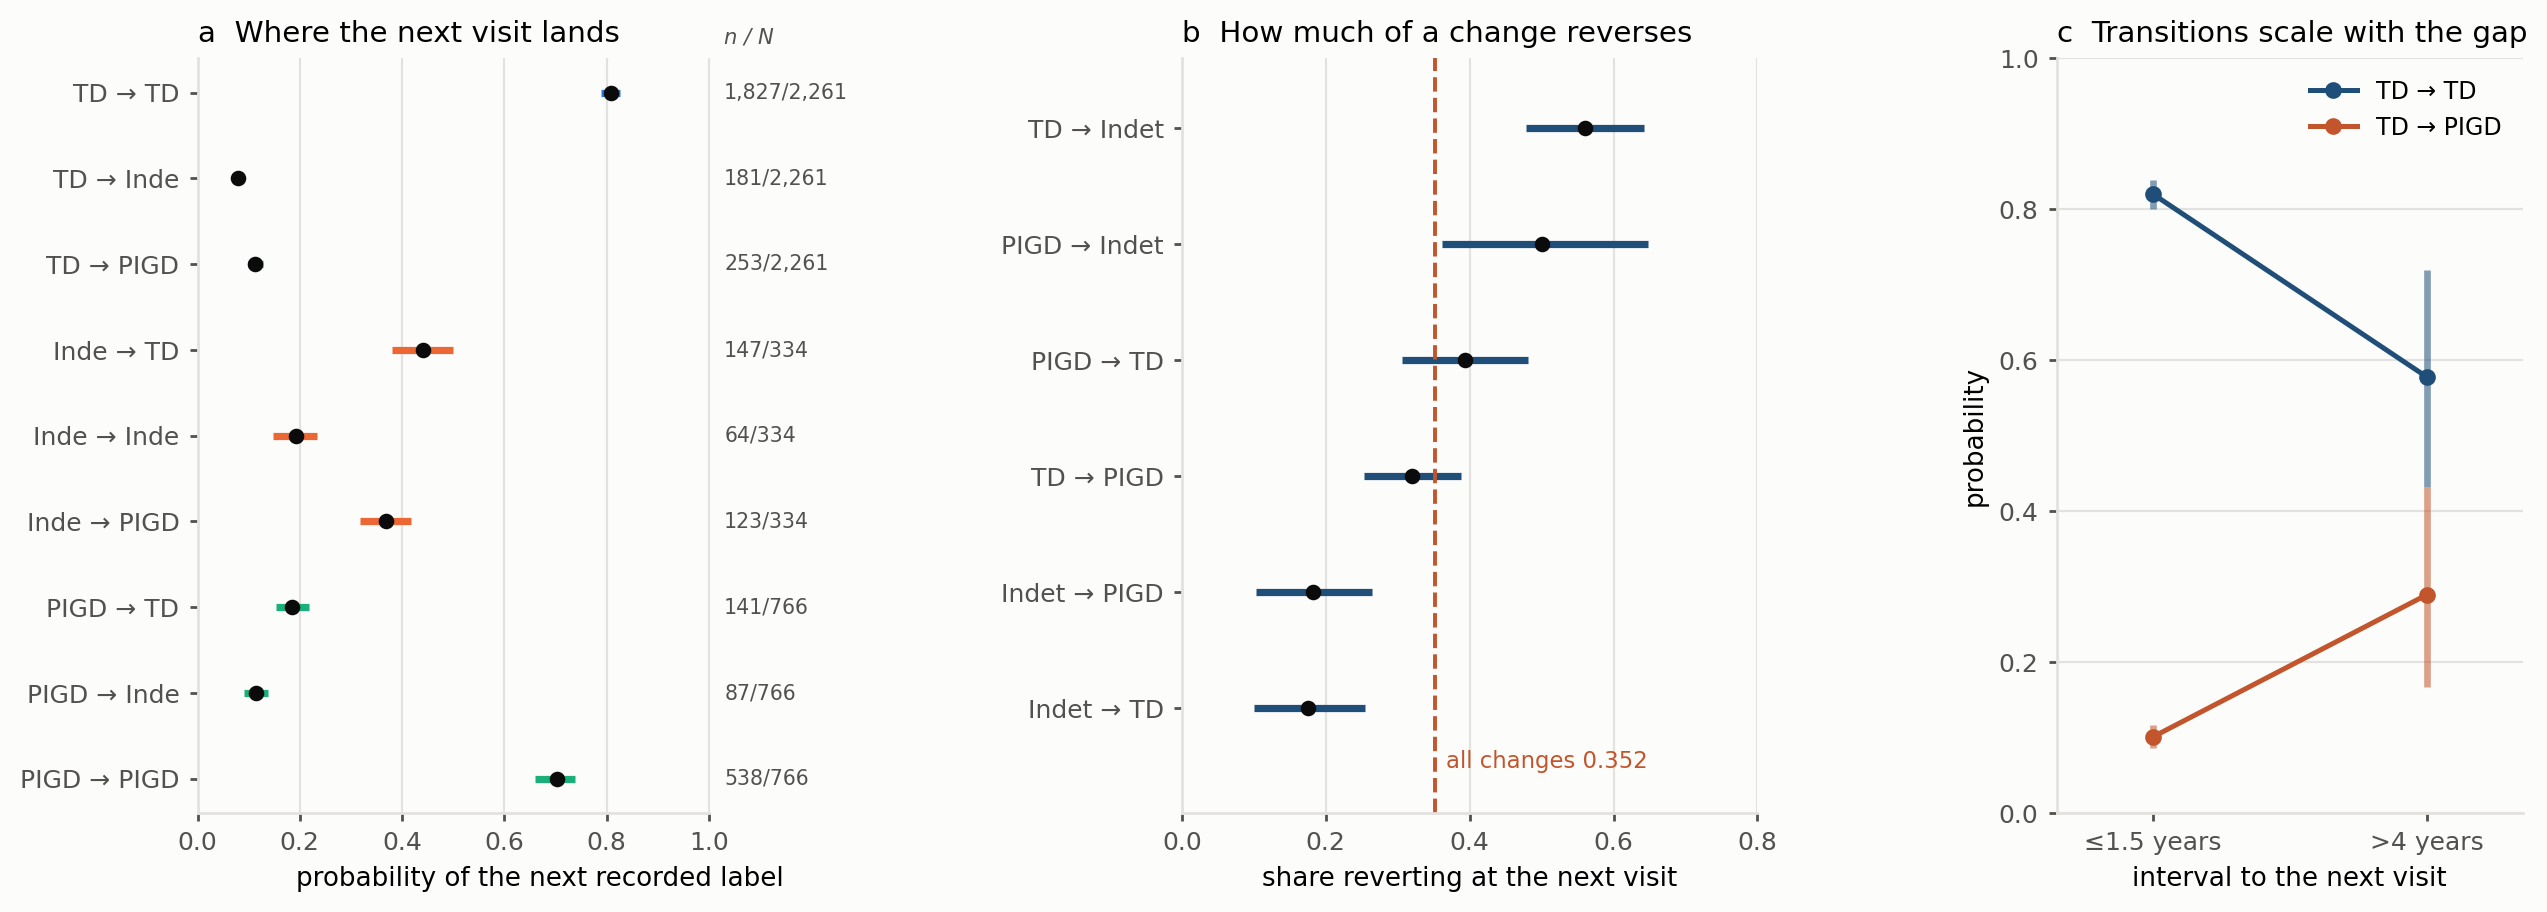 a  Where the next visit lands
n / N
TD → TD
1,827/2,261
TD → Inde
181/2,261
TD → PIGD
253/2,261
Inde → TD
147/334
Inde → Inde
64/334
Inde → PIGD
123/334
PIGD → TD
141/766
PIGD → Inde
87/766
PIGD → PIGD
538/766
0.0 0.2 0.4 0.6 0.8 1.0
probability of the next recorded label
b  How much of a change reverses
TD → Indet
PIGD → Indet
PIGD → TD
TD → PIGD
Indet → PIGD
Indet → TD
all changes 0.352
0.0 0.2 0.4 0.6 0.8
share reverting at the next visit
c  Transitions scale with the gap
TD → TD
TD → PIGD
probability
1.0
0.8
0.6
0.4
0.2
0.0
≤1.5 years >4 years
interval to the next visit